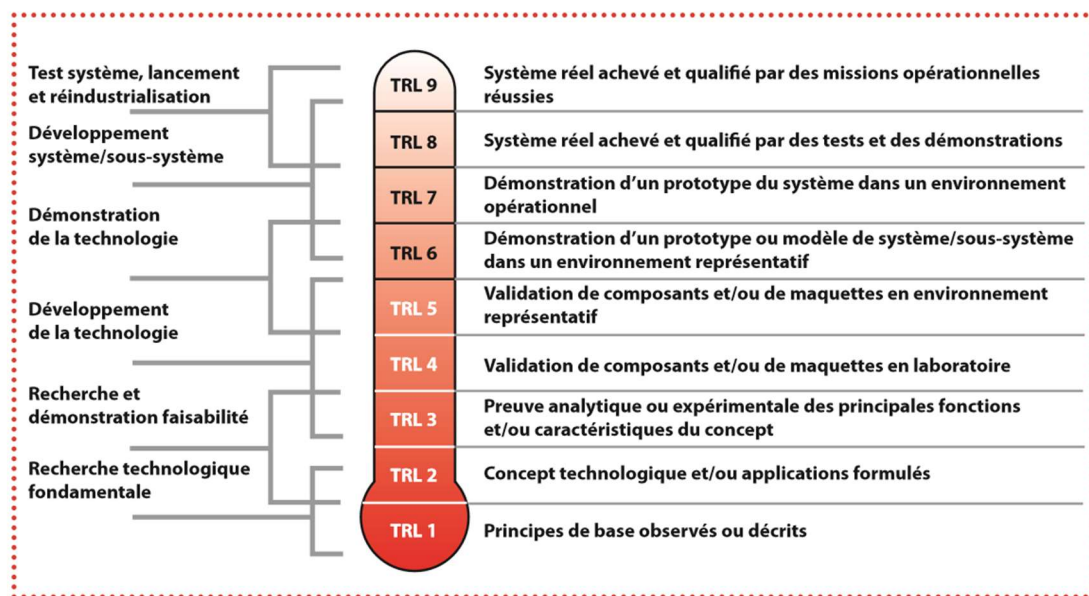 Test système, lancement
et réindustrialisation
Développement
système/sous-système
Démonstration
de la technologie
Développement
de la technologie
Recherche et
démonstration faisabilité
Recherche technologique
fondamentale
TRL 9
Système réel achevé et qualifié par des missions opérationnelles
réussies
TRL 8
Système réel achevé et qualifié par des tests et des démonstrations
TRL 7
Démonstration d’un prototype du système dans un environnement
opérationnel
TRL 6
Démonstration d’un prototype ou modèle de système/sous-système
dans un environnement représentatif
TRL 5
Validation de composants et/ou de maquettes en environnement
représentatif
TRL 4
Validation de composants et/ou de maquettes en laboratoire
TRL 3
Preuve analytique ou expérimentale des principales fonctions
et/ou caractéristiques du concept
TRL 2
Concept technologique et/ou applications formulés
TRL 1
Principes de base observés ou décrits